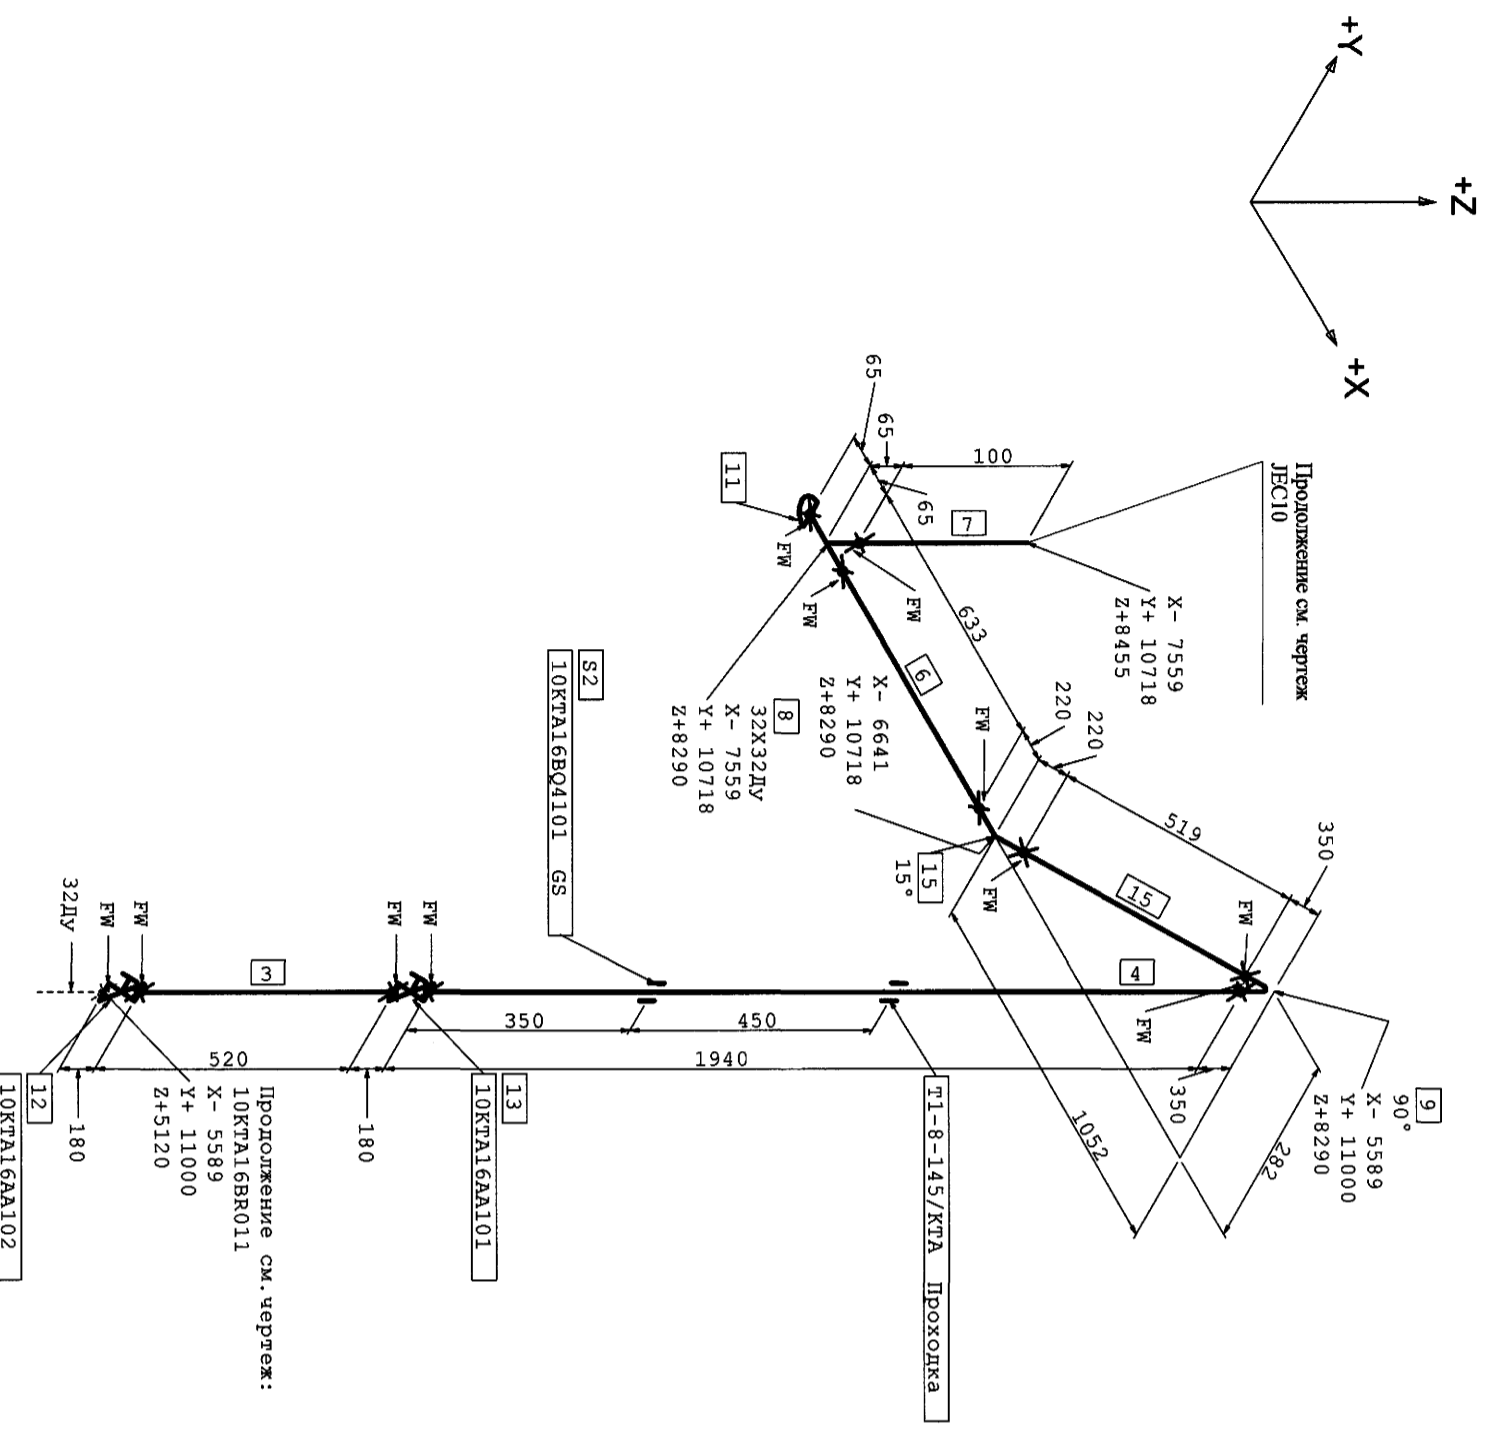 +Y
+Z
+X
Продолжение см. чертеж
JEC10
X- 7559
Y+ 10718
Z+8455
65
65
100
65
7
11
FW
FW
FW
633
6
X- 6641
Y+ 10718
Z+8290
8
32X32Ду
X- 7559
Y+ 10718
Z+8290
S2
10KTA16BQ4101 GS
FW
220
220
519
350
15
15°
FW
15
FW
4
FW
9
90°
X- 5589
Y+ 11000
Z+8290
282
1052
350
1940
450
350
T1-8-145/KTA Проходка
FW
FW
13
10KTA16AA101
180
3
520
FW
FW
32Ду
Продолжение см.чертеж:
10KTA16BR011
X- 5589
Y+ 11000
Z+5120
180
12
10KTA16AA102